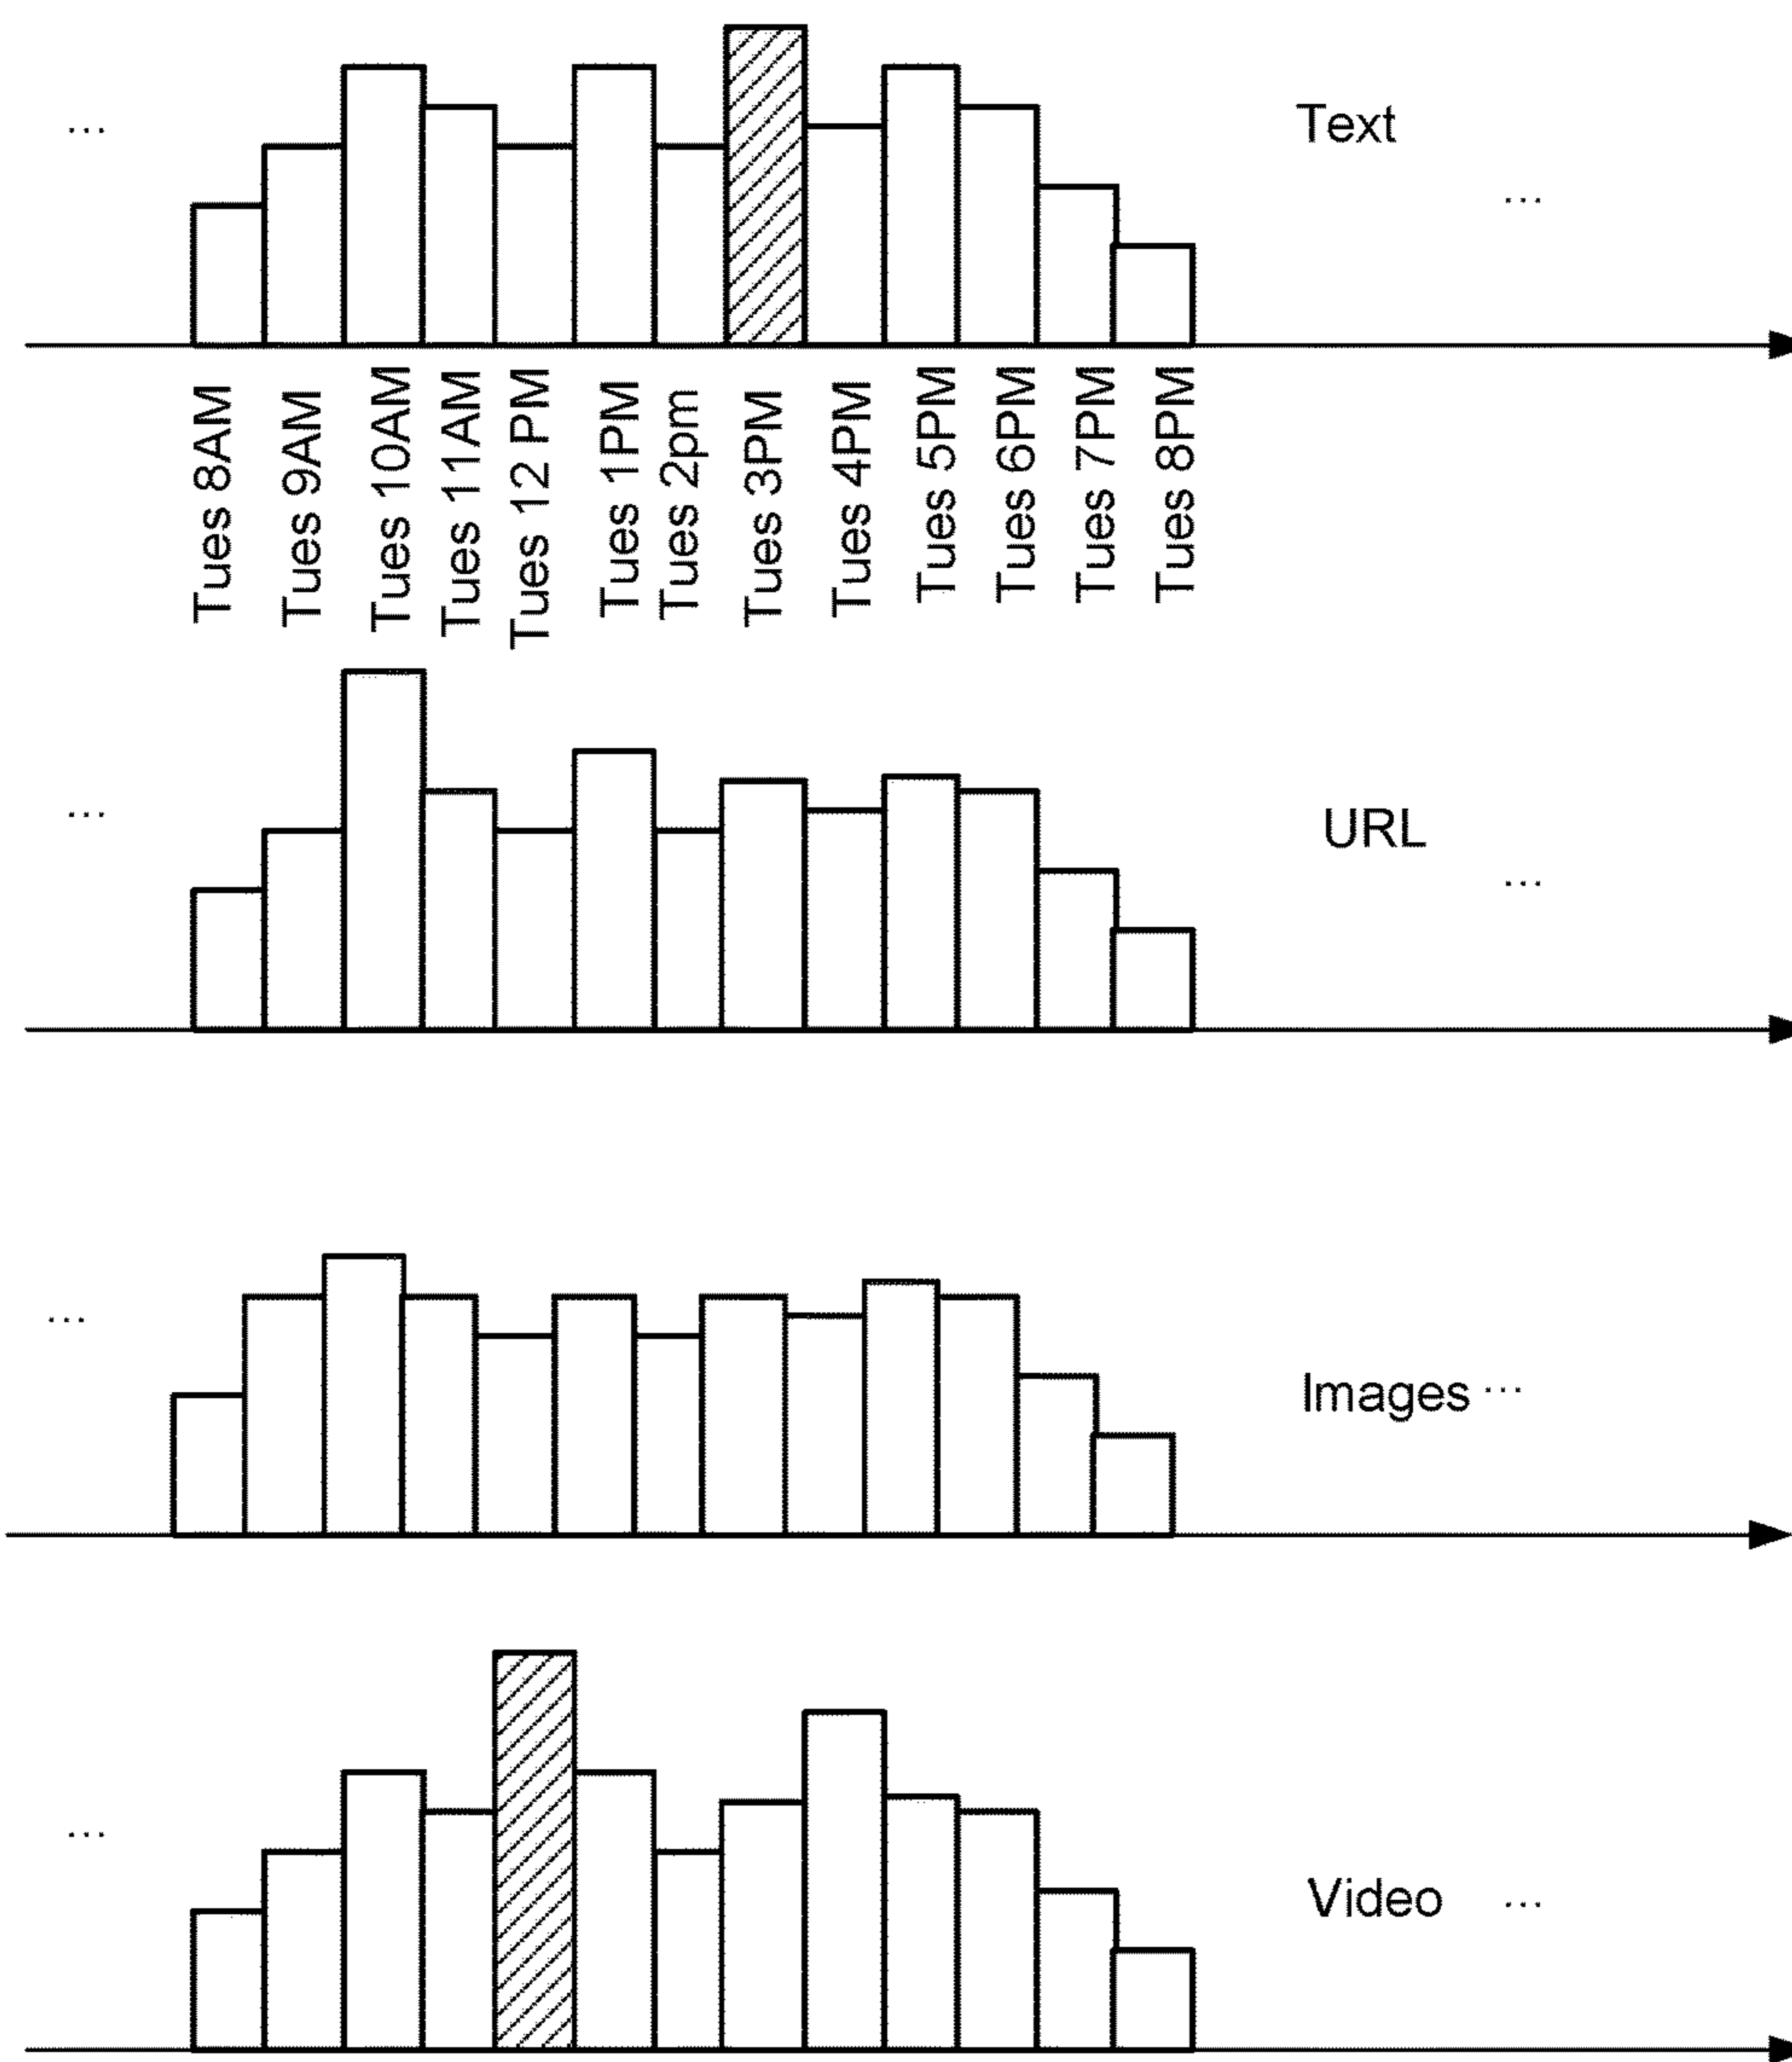 ...
Text
...
Tues 8AM
Tues 9AM
Tues 10AM
Tues 11AM
Tues 12 PM
Tues 1PM
Tues 2pm
Tues 3PM
Tues 4PM
Tues 5PM
Tues 6PM
Tues 7PM
Tues 8PM
...
URL
...
...
Images ...
...
Video ...